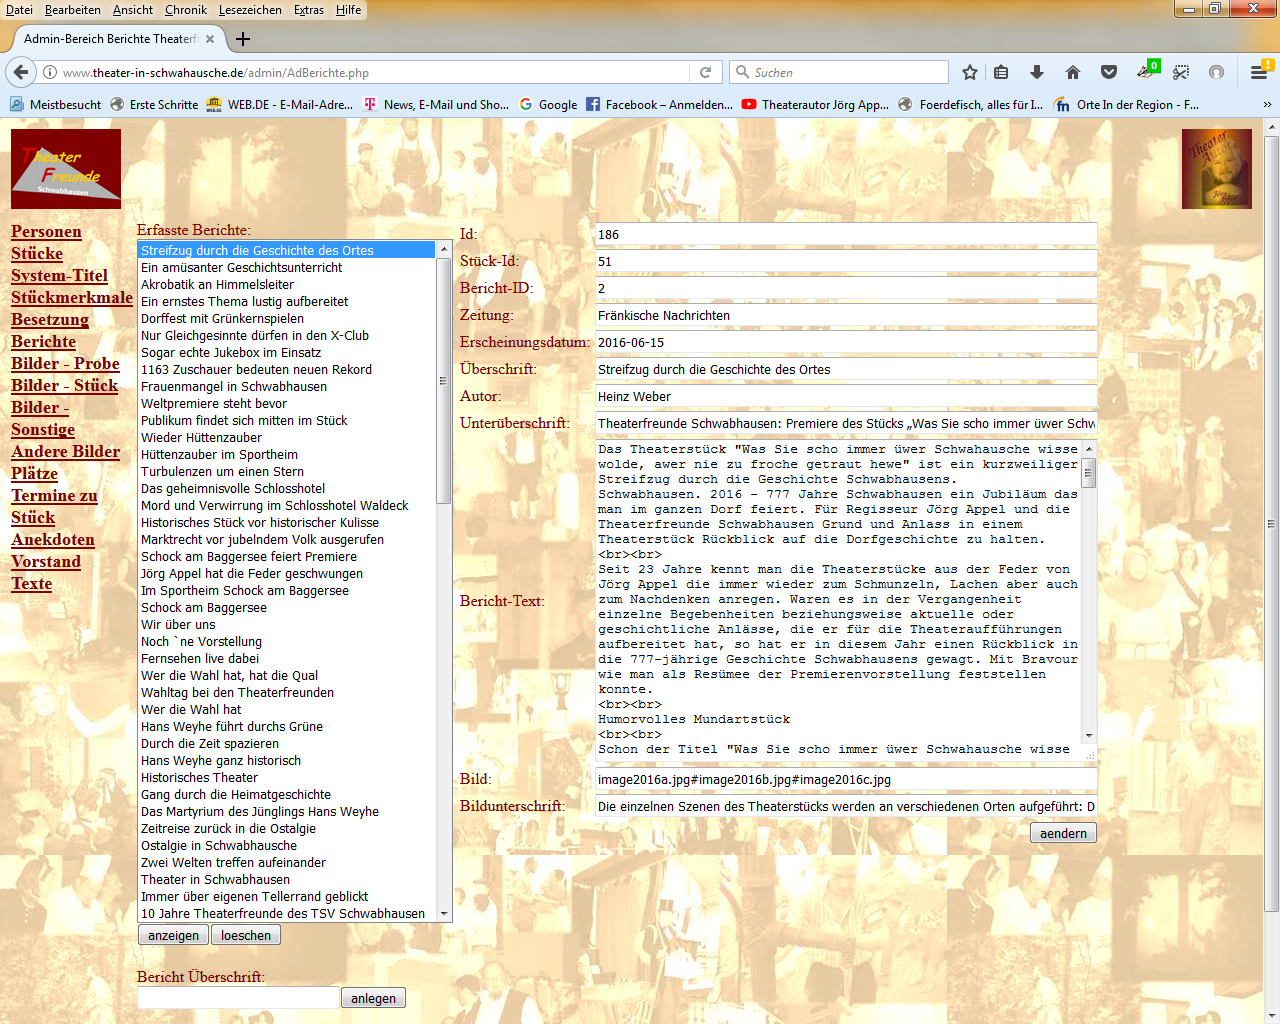 Datei Bearbeiten Ansicht Chronik Lesezeichen Extras Hilfe
Admin-Bereich Berichte Theaterfr
www.theater-in-schwahausche.de/admin/AdBerichte.php
Suchen
0
Meistbesucht Erste Schritte WEB.DE - E-Mail-Adre... News, E-Mail und Sho... Google Facebook – Anmelden... Theaterautor Jörg App... Foerdefisch, alles für I... Orte In der Region - F...
Theater
Freunde
Schwabhausen
Theater
Personen
Stücke
System-Titel
Stückmerkmale
Besetzung
Berichte
Bilder - Probe
Bilder - Stück
Bilder -
Sonstige
Andere Bilder
Plätze
Termine zu
Stück
Anekdoten
Vorstand
Texte
Erfasste Berichte:
Streifzug durch die Geschichte des Ortes
Ein amüsanter Geschichtsunterricht
Akrobatik an Himmelsleiter
Ein ernstes Thema lustig aufbereitet
Dorffest mit Grünkernspielen
Nur Gleichgesinnte dürfen in den X-Club
Sogar echte Jukebox im Einsatz
1163 Zuschauer bedeuten neuen Rekord
Frauenmangel in Schwabhausen
Weltpremiere steht bevor
Publikum findet sich mitten im Stück
Wieder Hüttenzauber
Hüttenzauber im Sportheim
Turbulenzen um einen Stern
Das geheimnisvolle Schlosshotel
Mord und Verwirrung im Schlosshotel Waldeck
Historisches Stück vor historischer Kulisse
Marktrecht vor jubelndem Volk ausgerufen
Schock am Baggersee feiert Premiere
Jörg Appel hat die Feder geschwungen
Im Sportheim Schock am Baggersee
Schock am Baggersee
Wir über uns
Noch `ne Vorstellung
Fernsehen live dabei
Wer die Wahl hat, hat die Qual
Wahltag bei den Theaterfreunden
Wer die Wahl hat
Hans Weyhe führt durchs Grüne
Durch die Zeit spazieren
Hans Weyhe ganz historisch
Historisches Theater
Gang durch die Heimatgeschichte
Das Martyrium des Jünglings Hans Weyhe
Zeitreise zurück in die Ostalgie
Ostalgie in Schwabhausche
Zwei Welten treffen aufeinander
Theater in Schwabhausen
Immer über eigenen Tellerrand geblickt
10 Jahre Theaterfreunde des TSV Schwabhausen
anzeigen loeschen
Bericht Überschrift:
anlegen
Id: 186
Stück-Id: 51
Bericht-ID: 2
Zeitung: Fränkische Nachrichten
Erscheinungsdatum: 2016-06-15
Überschrift: Streifzug durch die Geschichte des Ortes
Autor: Heinz Weber
Unterüberschrift: Theaterfreunde Schwabhausen: Premiere des Stücks „Was Sie scho immer üwer Schw
Bericht-Text:
Das Theaterstück "Was Sie scho immer üwer Schwahausche wisse
wolde, awer nie zu froche getraut hewe" ist ein kurzweiliger
Streifzug durch die Geschichte Schwabhausens.
Schwabhausen. 2016 - 777 Jahre Schwabhausen ein Jubiläum das
man im ganzen Dorf feiert. Für Regisseur Jörg Appel und die
Theaterfreunde Schwabhausen Grund und Anlass in einem
Theaterstück Rückblick auf die Dorfgeschichte zu halten.
<br><br>
Seit 23 Jahre kennt man die Theaterstücke aus der Feder von
Jörg Appel die immer wieder zum Schmunzeln, Lachen aber auch
zum Nachdenken anregen. Waren es in der Vergangenheit
einzelne Begebenheiten beziehungsweise aktuelle oder
geschichtliche Anlässe, die er für die Theateraufführungen
aufbereitet hat, so hat er in diesem Jahr einen Rückblick in
die 777-jährige Geschichte Schwabhausens gewagt. Mit Bravour
wie man als Resümee der Premierenvorstellung feststellen
konnte.
<br><br>
Humorvolles Mundartstück
<br><br>
Schon der Titel "Was Sie scho immer üwer Schwahausche wisse
Bild: image2016a.jpg#image2016b.jpg#image2016c.jpg
Bildunterschrift: Die einzelnen Szenen des Theaterstücks werden an verschiedenen Orten aufgeführt: D
aendern